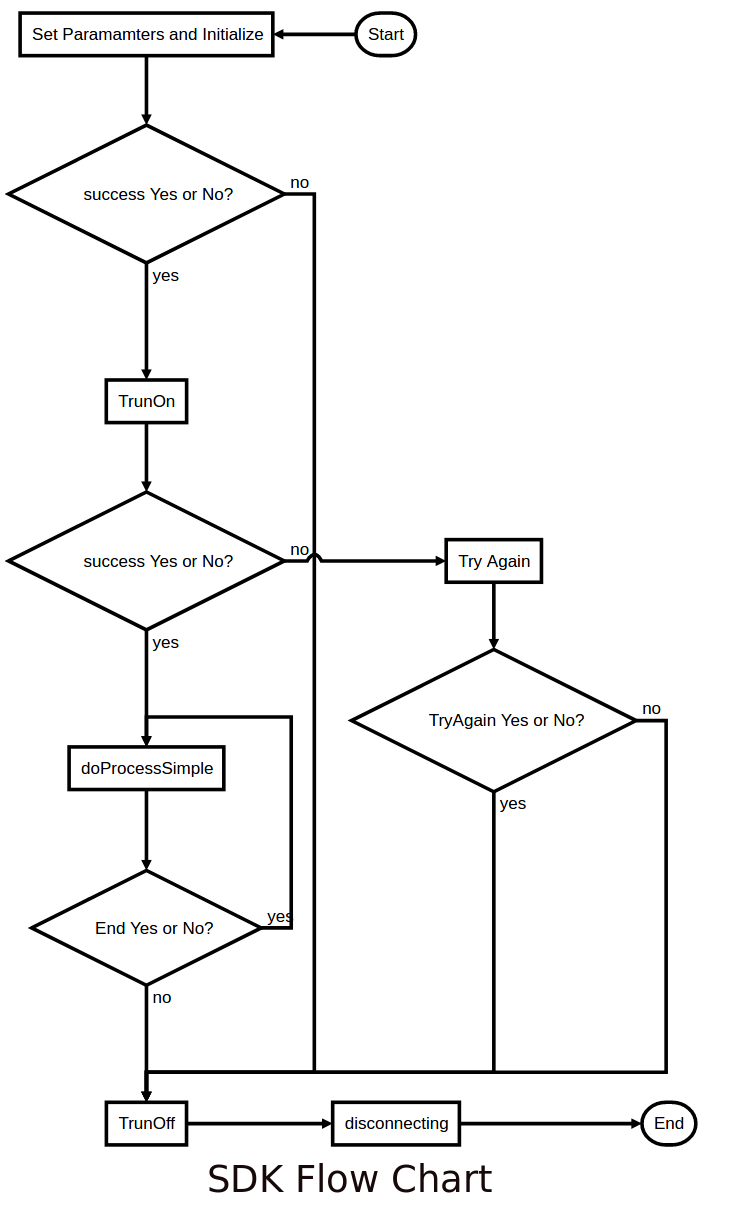 Set Paramamters and Initialize
Start
success Yes or No?
no
yes
TrunOn
success Yes or No?
no
Try Again
yes
TryAgain Yes or No?
no
doProcessSimple
yes
End Yes or No?
yes
no
TrunOff
disconnecting
End
SDK Flow Chart